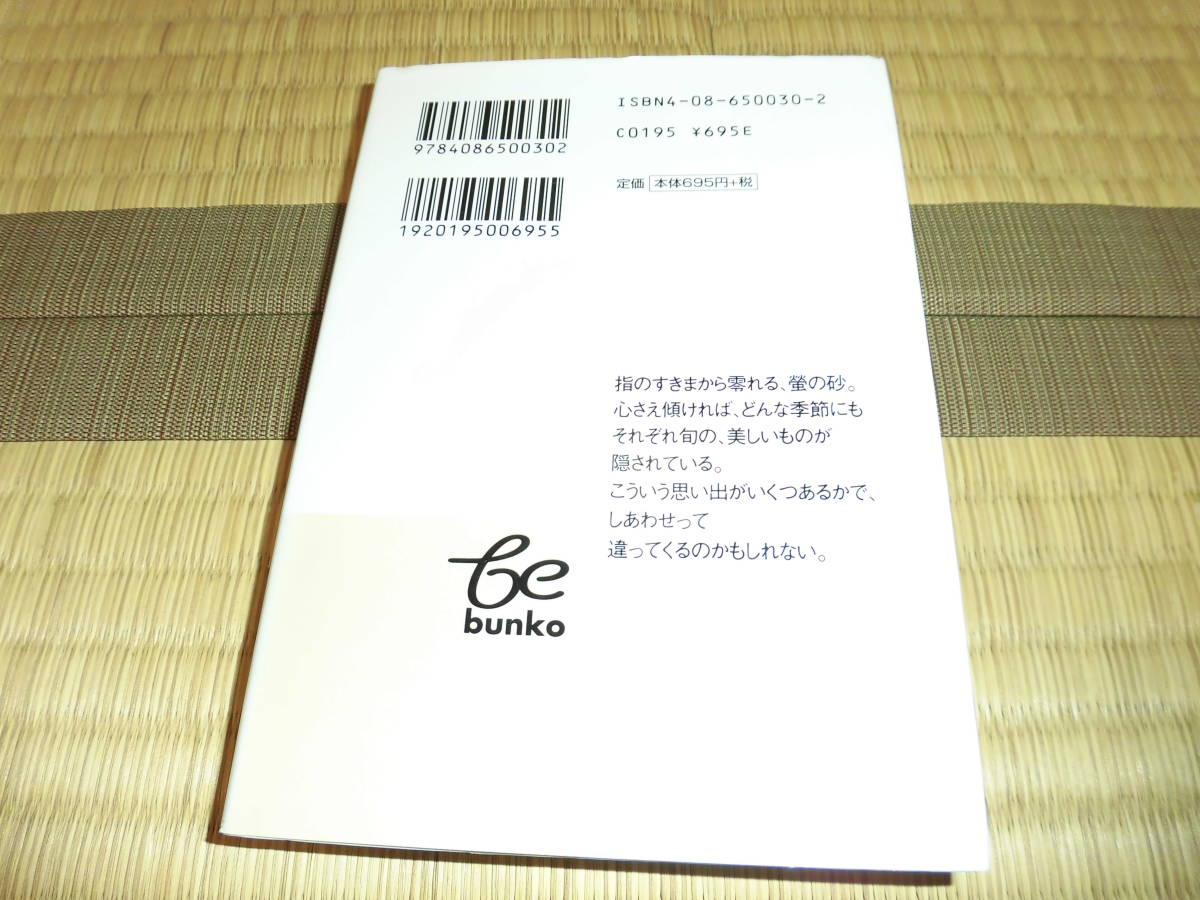 9784086500302
1920195006955
ISBN4-08-650030-2
C0195 ¥695E
定価 本体695円+税
指のすきまから零れる、螢の砂。
心さえ傾ければ、どんな季節にも
それぞれ旬の、美しいものが
隠されている。
こういう思い出がいくつあるかで、
しあわせって
違ってくるのかもしれない。
be
bunko